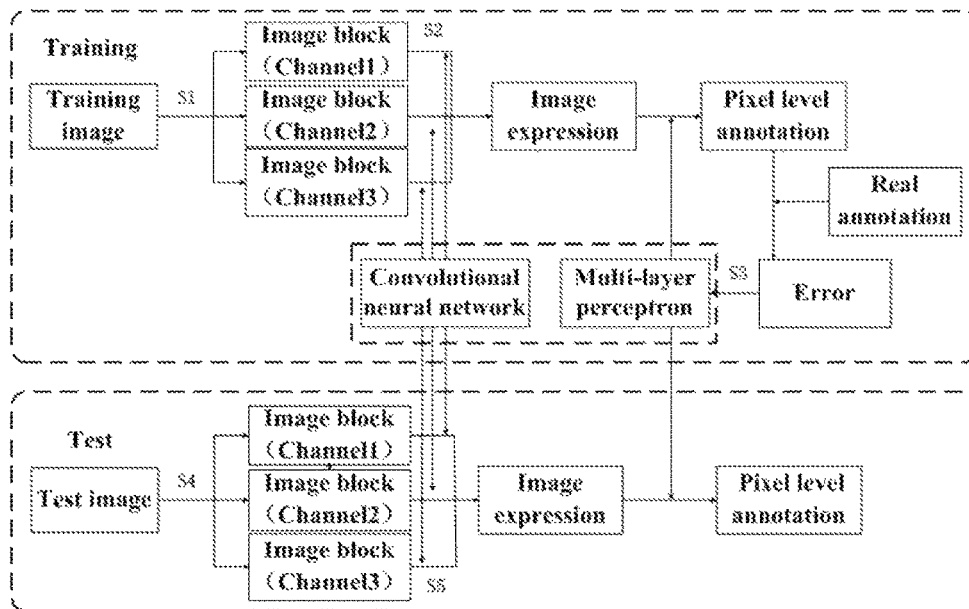 Training
Training
image
S1
Image block
（Channel1）
Image block
（Channel2）
Image block
（Channel3）
S2
Image
expression
Pixel level
annotation
Real
annotation
Convolutional
neural network
Multi-layer
perceptron
S3
Error
Test
Test image
S4
Image block
（Channel1）
Image block
（Channel2）
Image block
（Channel3）
S5
Image
expression
Pixel level
annotation